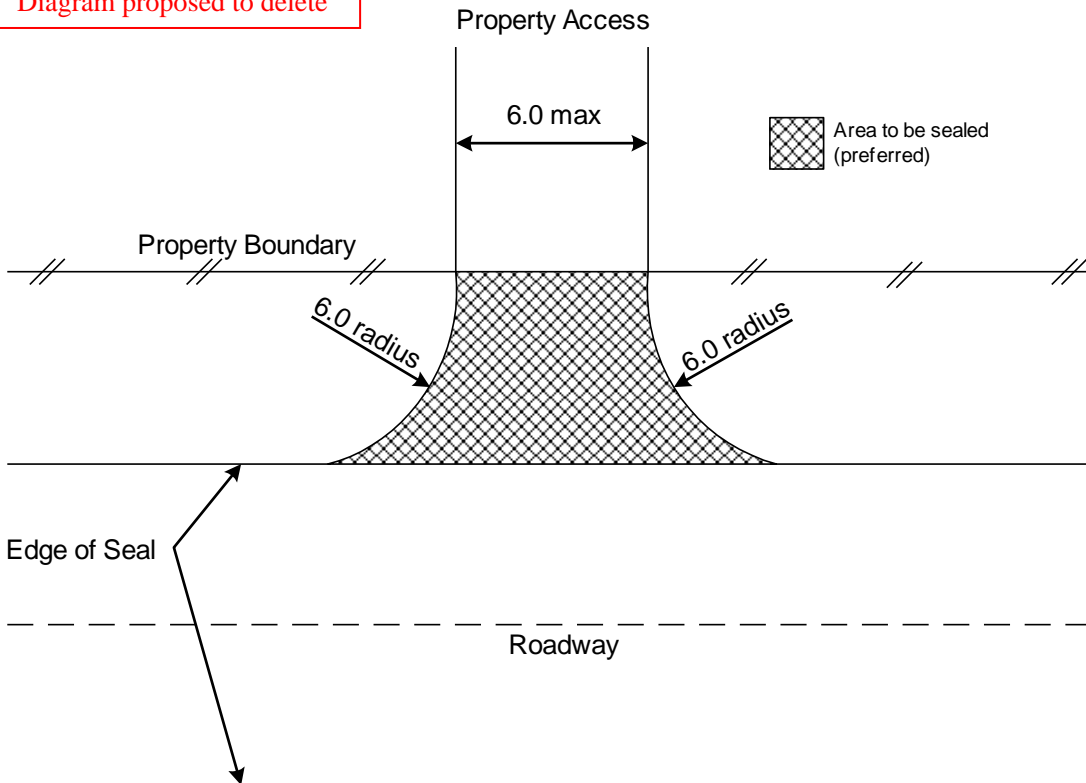 Diagram proposed to delete
Property Access
6.0 max
Area to be sealed
(preferred)
Property Boundary
6.0 radius
6.0 radius
Edge of Seal
Roadway